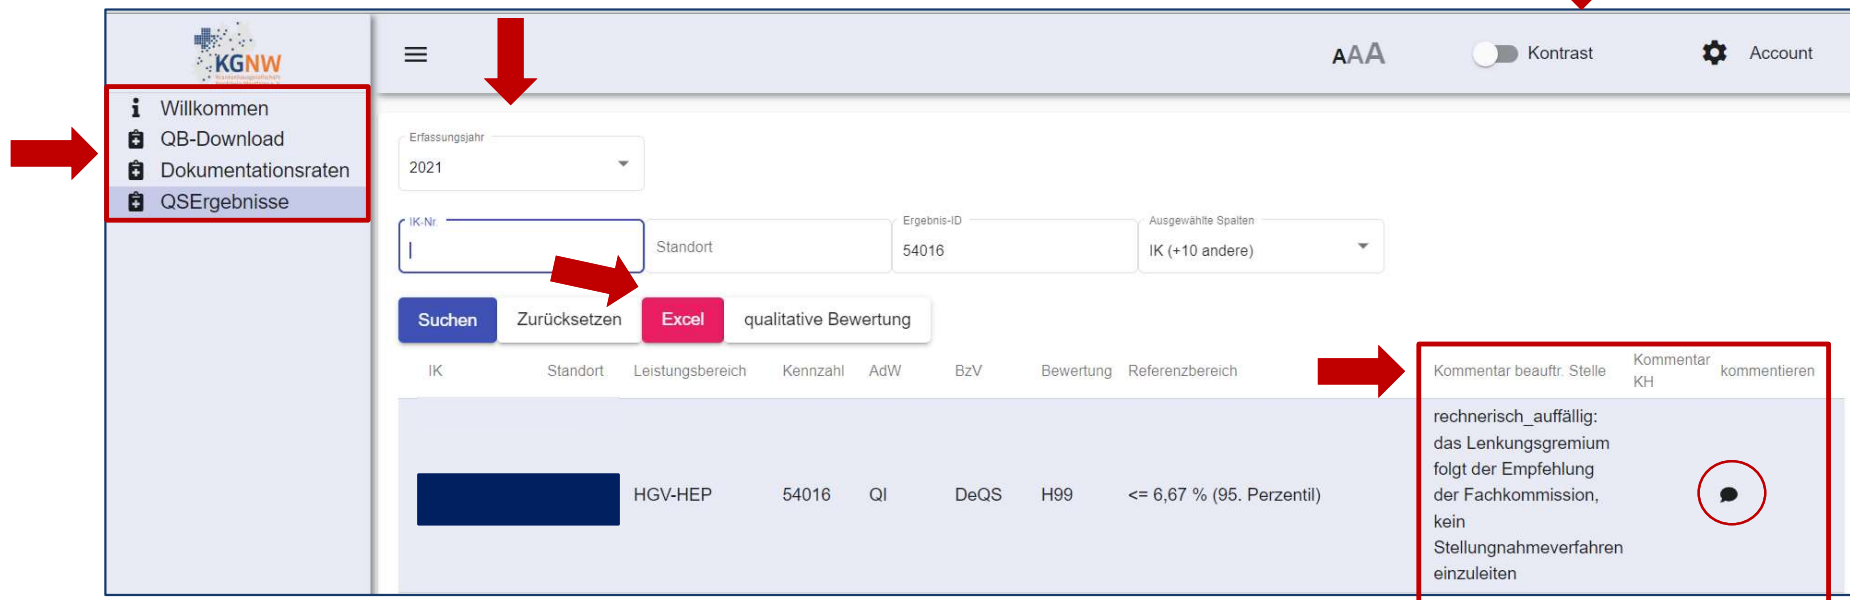 KGNW
AAA
Kontrast
Account
Willkommen
QB-Download
Dokumentationsraten
QSErgebnisse
Erfassungsjahr
2021
IK-Nr.
Standort
Ergebnis-ID
54016
Ausgewählte Spalten
IK (+10 andere)
Suchen
Zurücksetzen
Excel
qualitative Bewertung
IK
Standort
Leistungsbereich
Kennzahl
AdW
BzV
Bewertung
Referenzbereich
Kommentar beauftr. Stelle
Kommentar
KH
kommentieren
HGV-HEP
54016
QI
DeQS
H99
<= 6,67 % (95. Perzentil)
rechnerisch_auffällig:
das Lenkungsgremium
folgt der Empfehlung
der Fachkommission,
kein
Stellungnahmeverfahren
einzuleiten